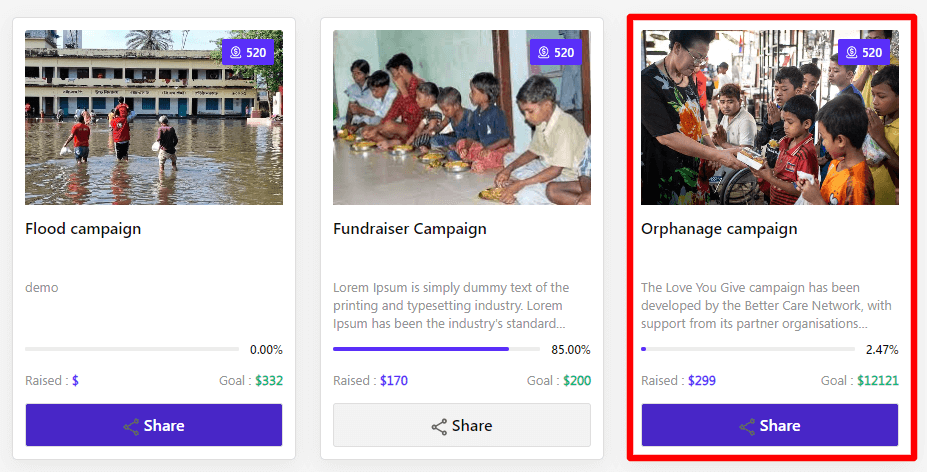 520
Flood campaign
demo
0.00%
Raised : $
Goal : $332
Share
520
Fundraiser Campaign
Lorem Ipsum is simply dummy text of the
printing and typesetting industry. Lorem
Ipsum has been the industry's standard...
85.00%
Raised : $170
Goal : $200
Share
520
Orphanage campaign
The Love You Give campaign has been
developed by the Better Care Network, with
support from its partner organisations...
2.47%
Raised : $299
Goal : $12121
Share